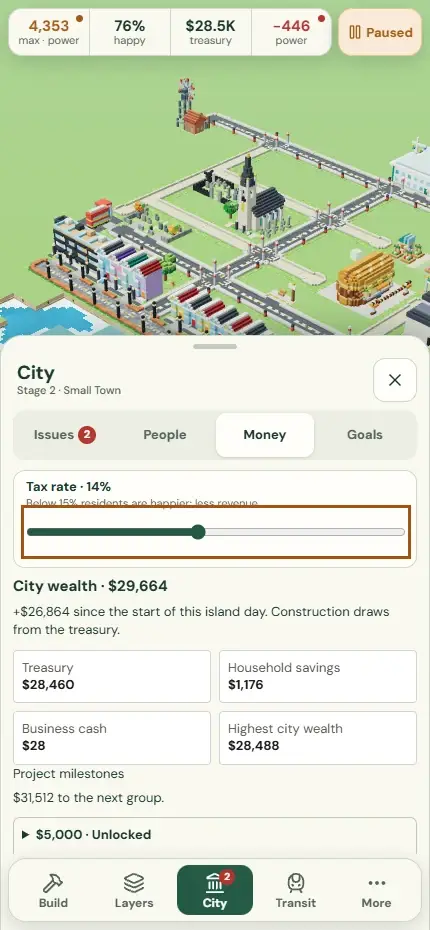 4,353
max · power
76%
happy
$28.5K
treasury
-446
power
Paused
City
Stage 2 · Small Town
Issues 2
People
Money
Goals
Tax rate · 14%
Below 15% residents are happier; less revenue.
City wealth · $29,664
+$26,864 since the start of this island day. Construction draws
from the treasury.
Treasury
$28,460
Household savings
$1,176
Business cash
$28
Highest city wealth
$28,488
Project milestones
$31,512 to the next group.
$5,000 · Unlocked
Build
Layers
2
City
Transit
More